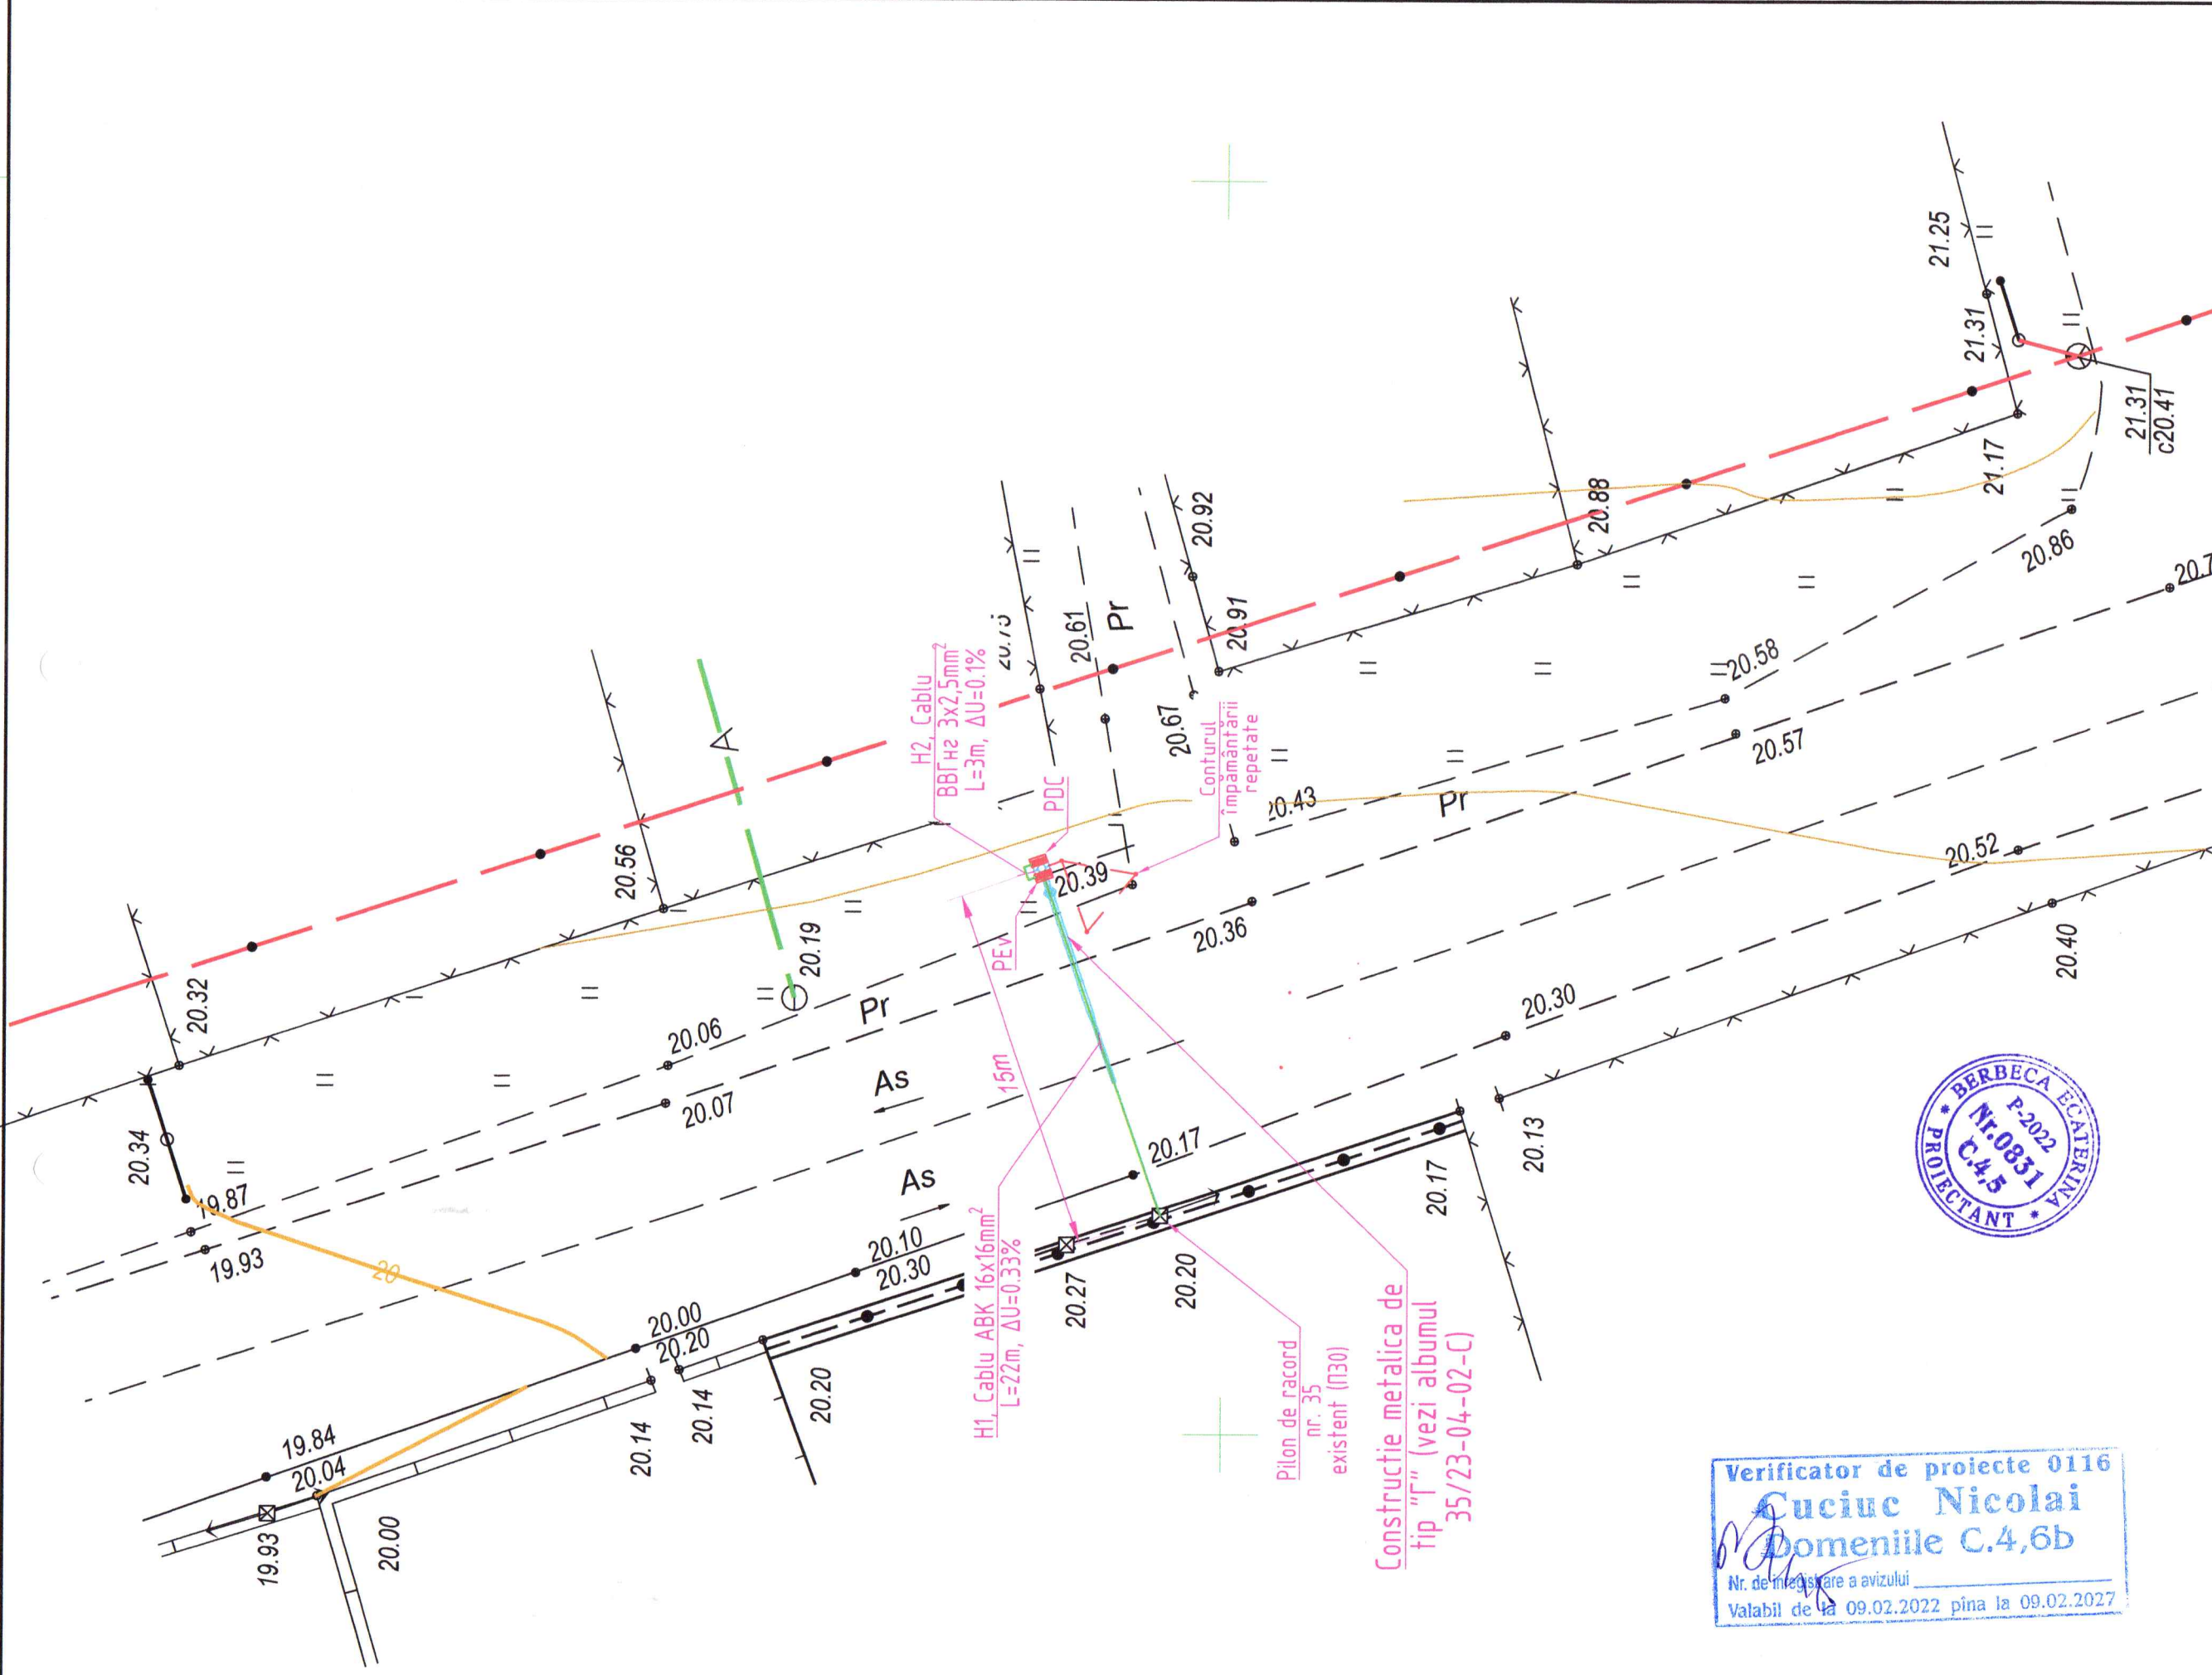 21.25
21.31
21.31
c20.41
21.17
20.88
20.86
20.92
20.91
20.61
Pr
20.67
20.58
20.57
20.43
Pr
20.52
20.40
H2, Cablu
ВВГнг 3x2,5mm²
L=3m, ΔU=0.1%
PDC
Conturul
împământării
repetate
A
20.56
20.19
20.39
PEv
20.36
20.32
20.06
20.07
Pr
As
As
15m
20.34
19.87
19.93
20
20.17
20.30
20.13
20.17
20.10
20.30
20.00
20.20
20.27
20.20
20.20
20.14
20.14
19.84
20.04
19.93
20.00
H1, Cablu ABK 16x16mm²
L=22m, ΔU=0.33%
Pilon de racord
nr. 35
existent (П30)
Constructie metalica de
tip "Г" (vezi albumul
35/23-04-02-C)
* BERBECA ECATERINA * PROIECTANT
P-2022
Nr.0831
C.4,5
Verificator de proiecte 0116
Cuciuc Nicolai
Domeniile C.4,6b
Nr. de înregistrare a avizului
Valabil de la 09.02.2022 pîna la 09.02.2027